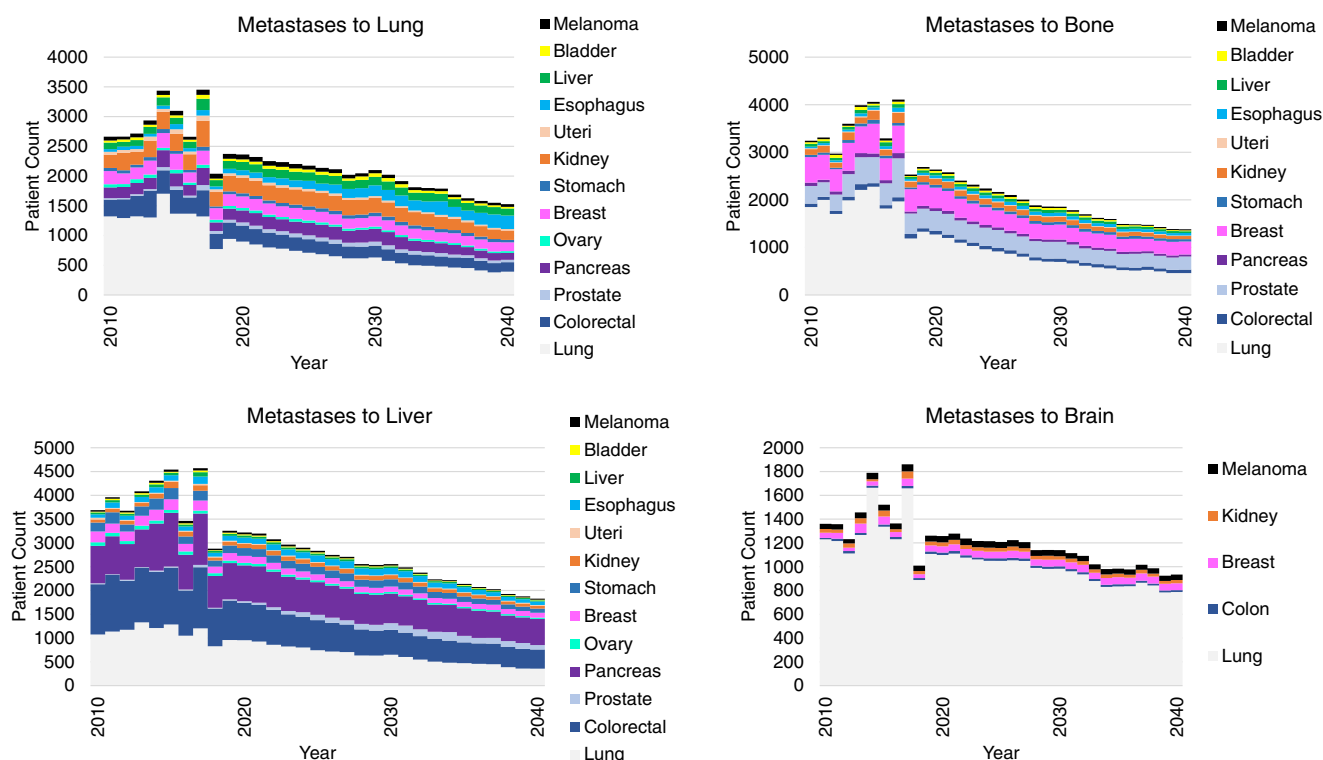 Metastases to Lung
Patient Count
4000
3500
3000
2500
2000
1500
1000
500
0
2010
2020
2030
2040
Year
Melanoma
Bladder
Liver
Esophagus
Uteri
Kidney
Stomach
Breast
Ovary
Pancreas
Prostate
Colorectal
Lung
Metastases to Bone
Patient Count
5000
4000
3000
2000
1000
0
2010
2020
2030
2040
Year
Melanoma
Bladder
Liver
Esophagus
Uteri
Kidney
Stomach
Breast
Pancreas
Prostate
Colorectal
Lung
Metastases to Liver
Patient Count
5000
4500
4000
3500
3000
2500
2000
1500
1000
500
0
2010
2020
2030
2040
Year
Melanoma
Bladder
Liver
Esophagus
Uteri
Kidney
Stomach
Breast
Ovary
Pancreas
Prostate
Colorectal
Lung
Metastases to Brain
Patient Count
2000
1800
1600
1400
1200
1000
800
600
400
200
0
2010
2020
2030
2040
Year
Melanoma
Kidney
Breast
Colon
Lung